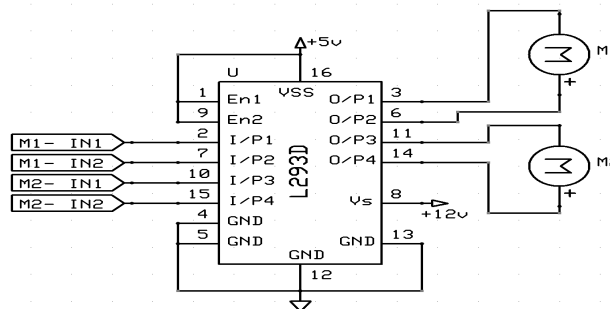 +5v
U
16
VSS
1
En1
O/P1
3
9
En2
O/P2
6
M1- IN1
2
I/P1
O/P3
11
M1- IN2
7
I/P2
O/P4
14
M2- IN1
10
I/P3
M2- IN2
15
I/P4
Vs
8
+12v
4
GND
5
GND
GND
13
GND
12
L293D
M
+
M
+